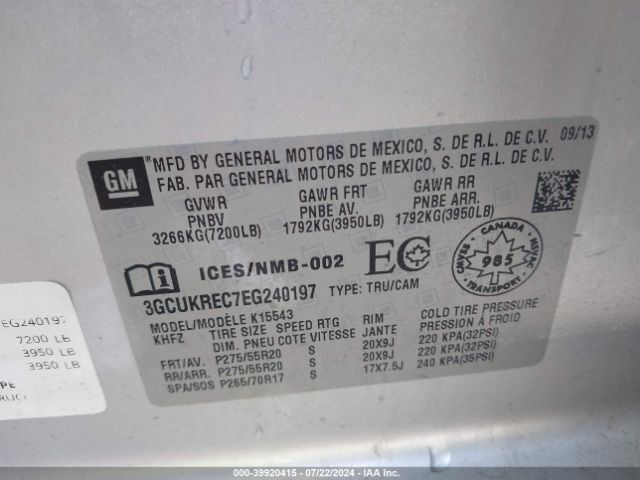 GM ® MFD BY GENERAL MOTORS DE MEXICO, S. DE R.L. DE C.V. 09/13
FAB. PAR GENERAL MOTORS DE MEXICO, S. DE R.L. DE C.V.
GVWR GAWR FRT GAWR RR
PNBV PNBE AV. PNBE ARR.
3266KG(7200LB) 1792KG(3950LB) 1792KG(3950LB)
ICES/NMB-002 EC
CANADA
985
TRANSPORT
3GCUKREC7EG240197 TYPE: TRU/CAM
MODEL/MODÈLE K15543
KHFZ TIRE SIZE SPEED RTG RIM COLD TIRE PRESSURE
DIM. PNEU COTE VITESSE JANTE PRESSION À FROID
FRT/AV. P275/55R20 S 20X9J 220 KPA(32PSI)
RR/ARR. P275/55R20 S 20X9J 220 KPA(32PSI)
SPA/SOS P265/70R17 S 17X7.5J 240 KPA(35PSI)
EG240197
7200 LB
3950 LB
3950 LB
PE
RUCK
000-39920415 - 07/22/2024 - IAA Inc.